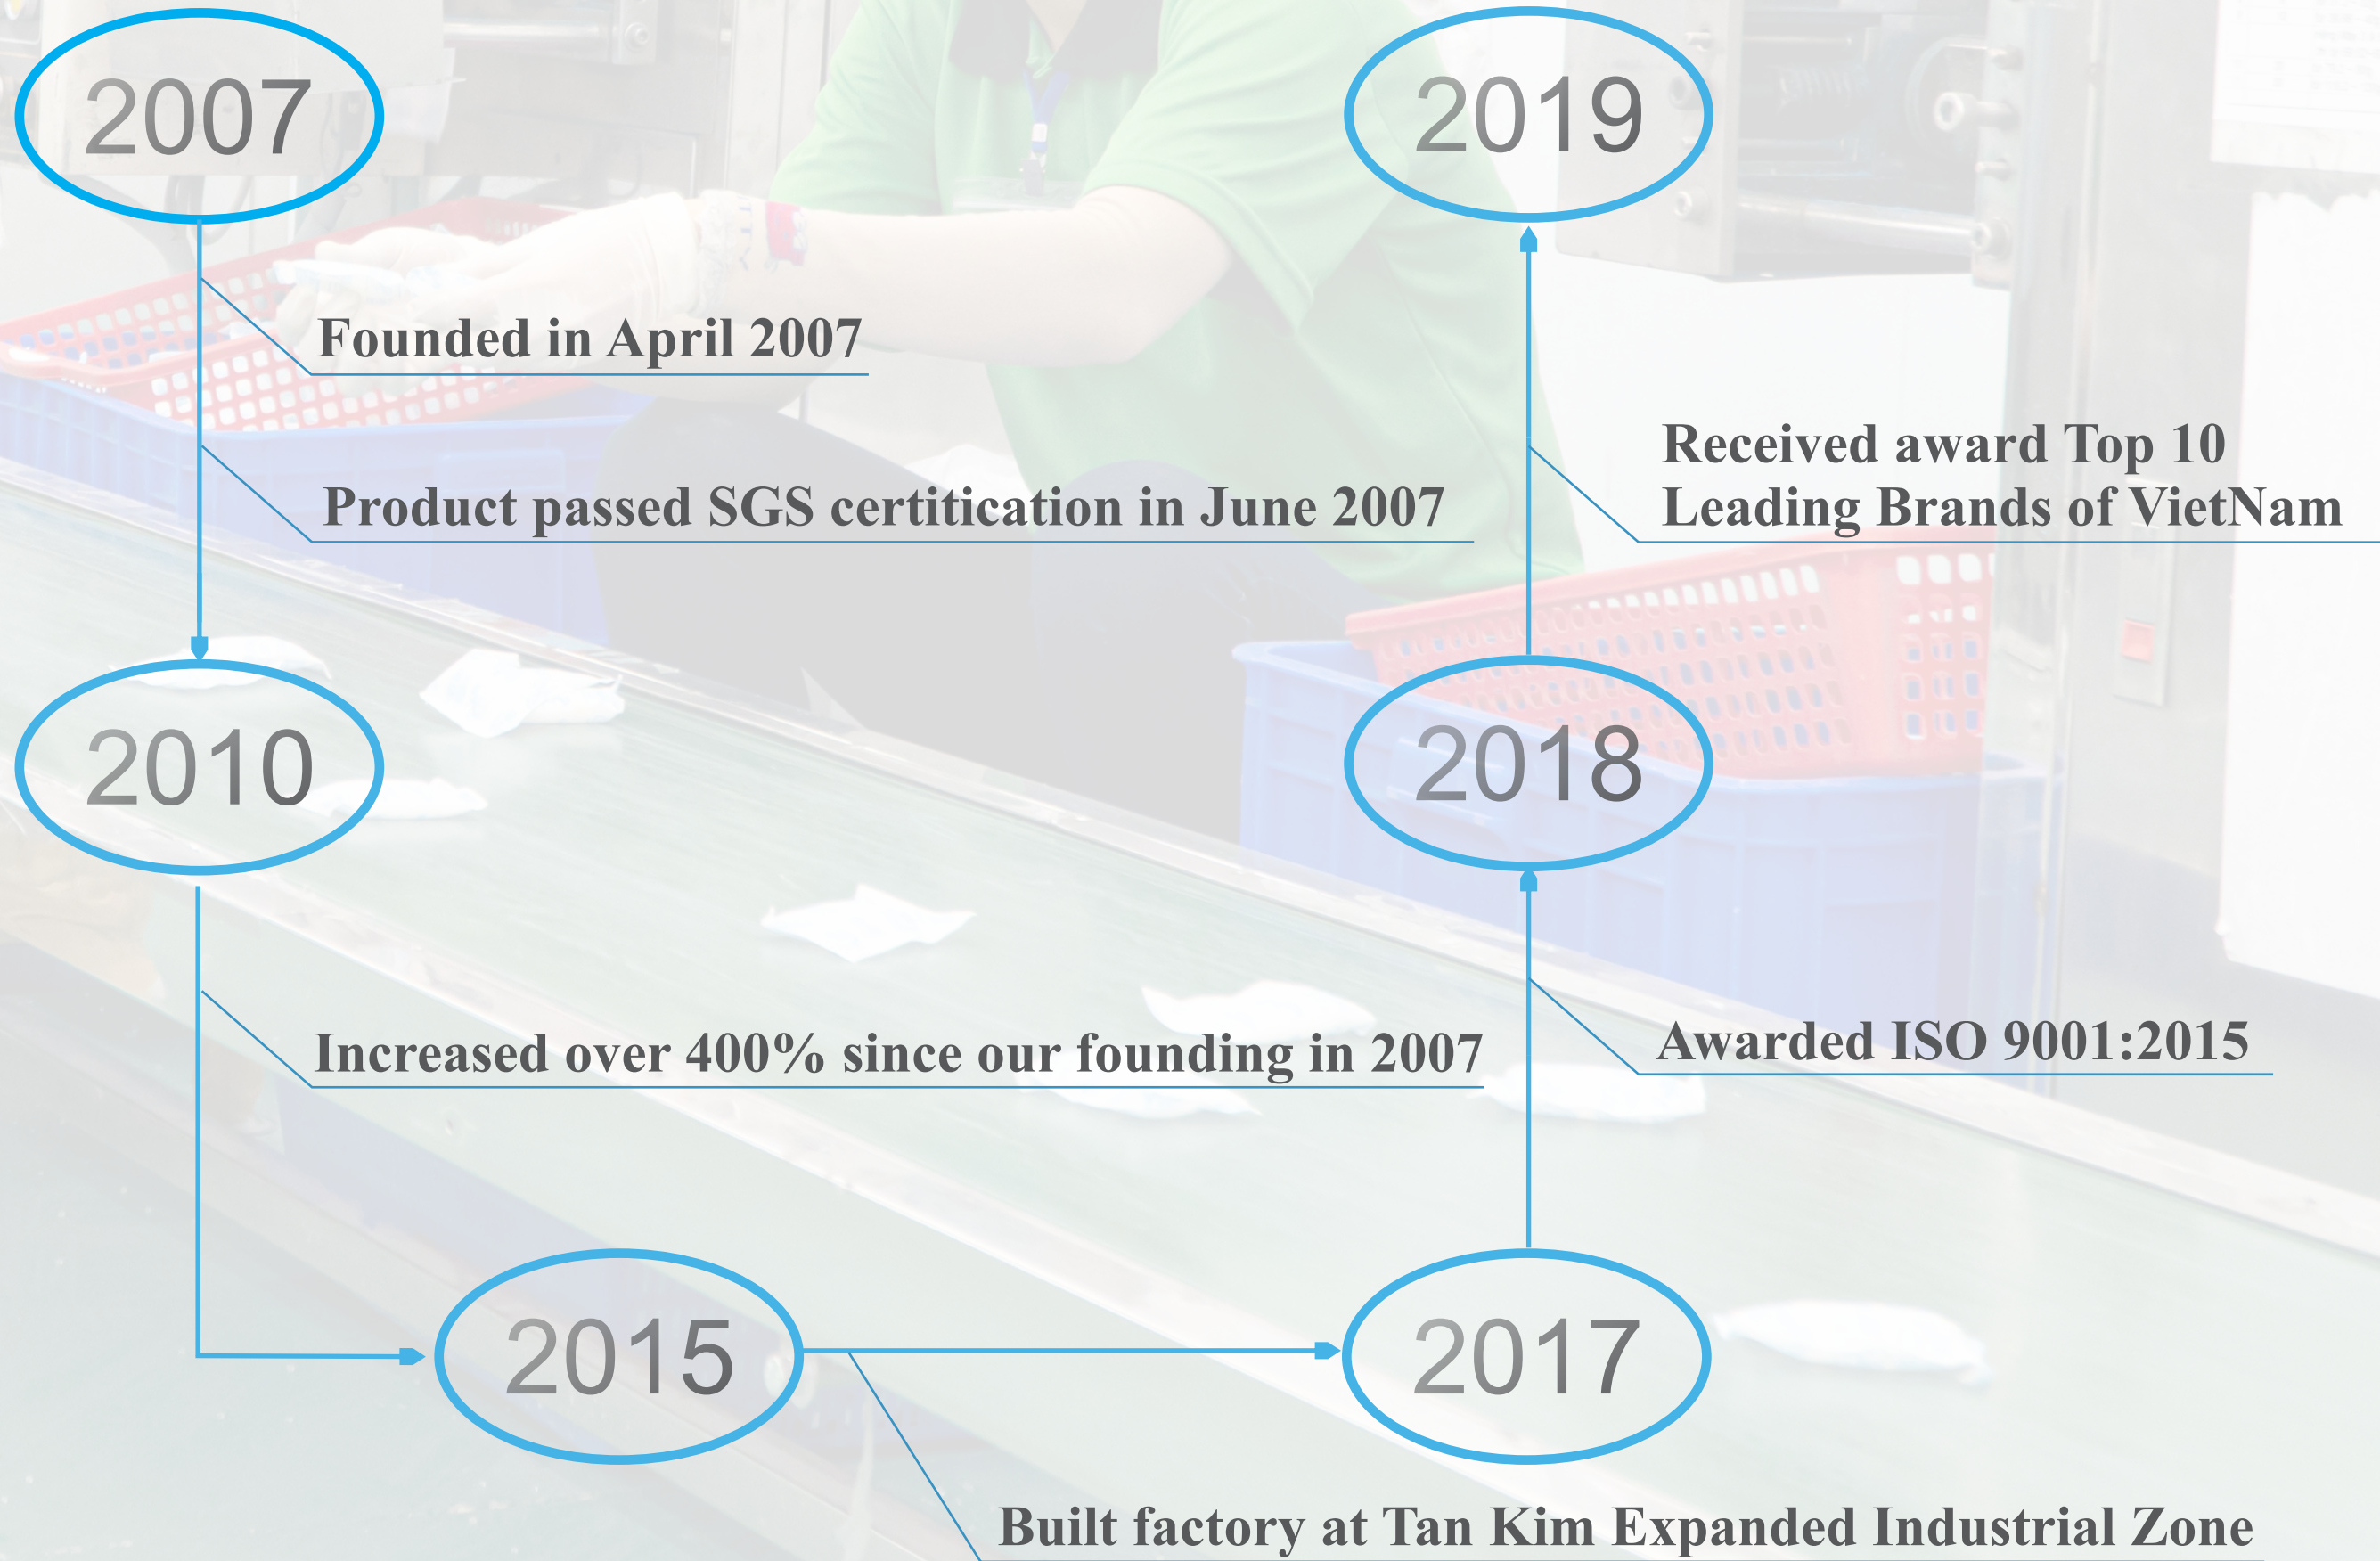 2007
Founded in April 2007
Product passed SGS certitication in June 2007
2010
Increased over 400% since our founding in 2007
2015
Built factory at Tan Kim Expanded Industrial Zone
2017
Awarded ISO 9001:2015
2018
Received award Top 10
Leading Brands of VietNam
2019